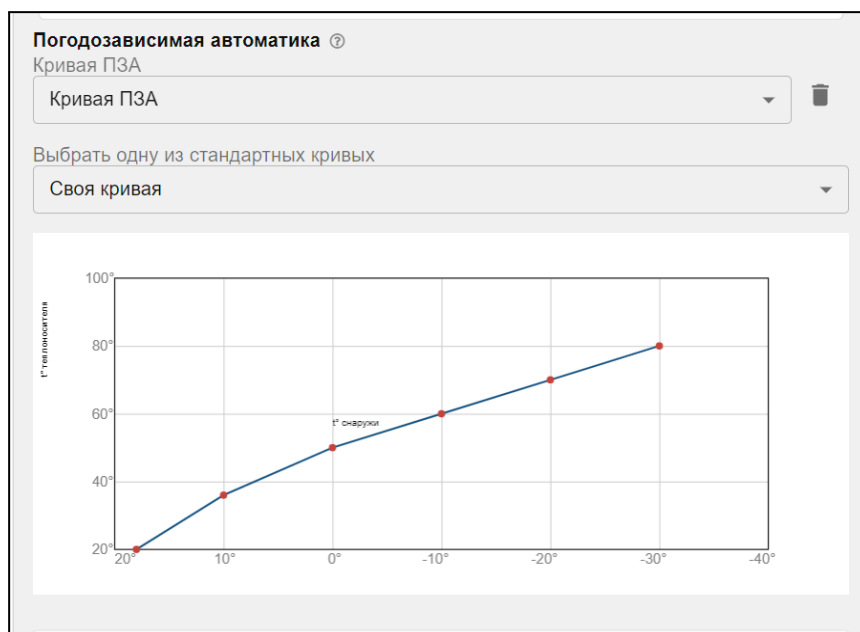 Погодозависимая автоматика ?
Кривая ПЗА
Кривая ПЗА
Выбрать одну из стандартных кривых
Своя кривая
100°
t° теплоносителя
80°
60°
t° снаружи
40°
20°
20° 10° 0° -10° -20° -30° -40°